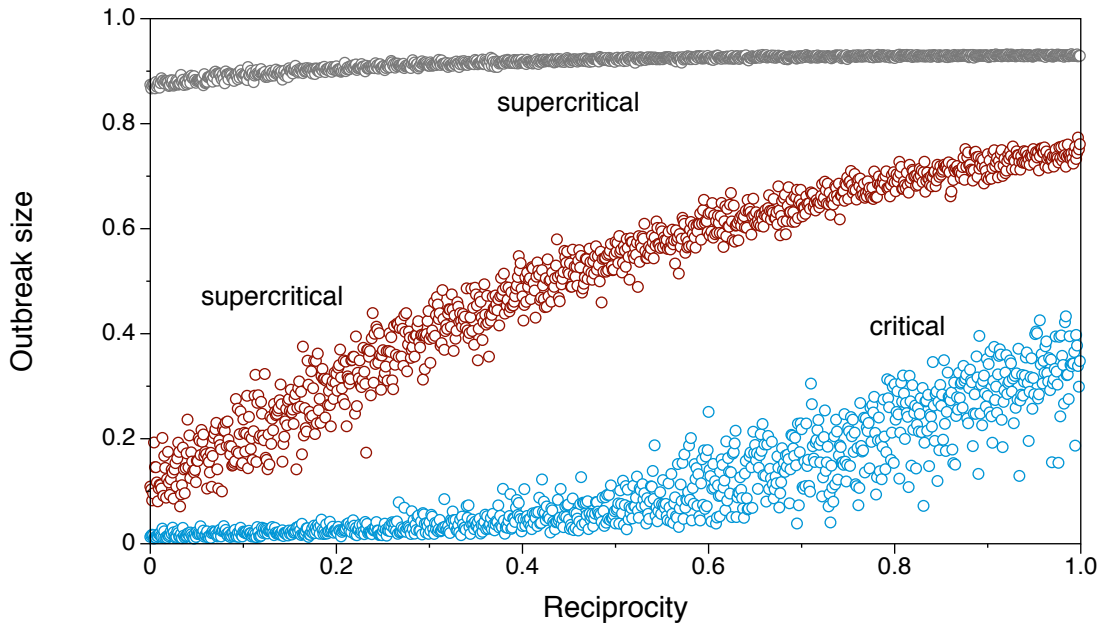 1.0
supercritical
0.8
Outbreak size
0.6
supercritical
0.4
critical
0.2
0
0 0.2 0.4 0.6 0.8 1.0
Reciprocity